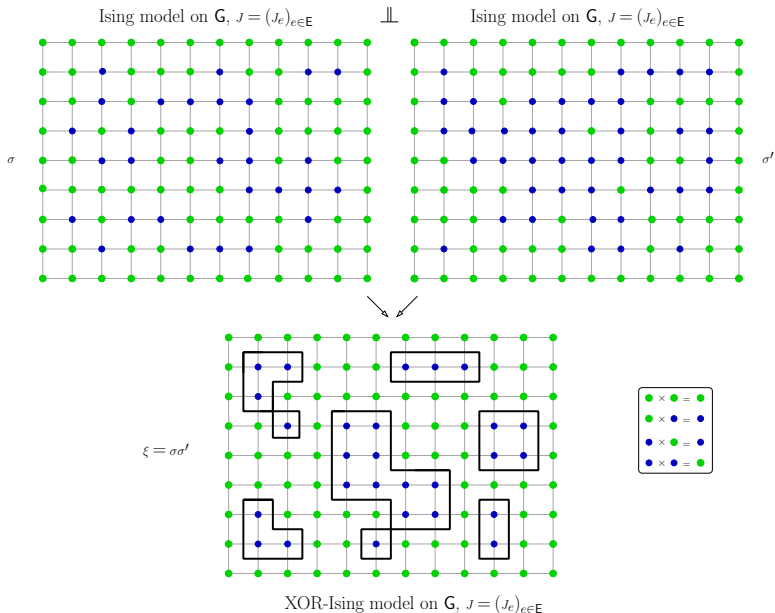 Ising model on G, J = (J_e)_{e∈E} ⫫ Ising model on G, J = (J_e)_{e∈E}
σ
σ′
ξ = σσ′
× =
× =
× =
× =
XOR-Ising model on G, J = (J_e)_{e∈E}